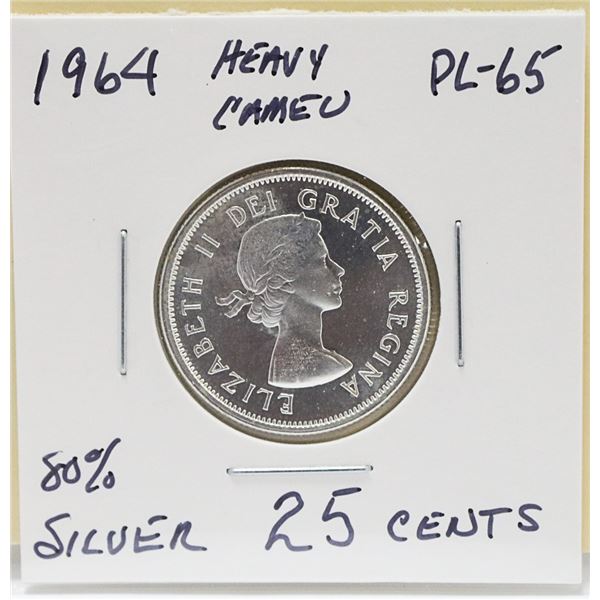 1964 HEAVY PL-65
CAMEO
ELIZABETH II DEI GRATIA REGINA
80%
SILVER 25 CENTS